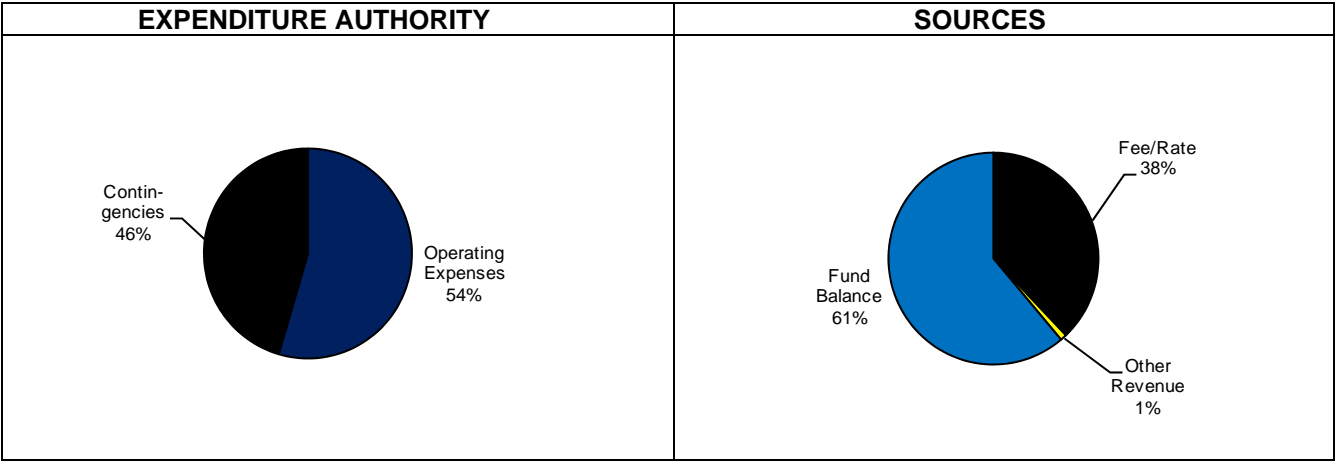 EXPENDITURE AUTHORITY
SOURCES
Contin-
gencies
46%
Operating
Expenses
54%
Fee/Rate
38%
Fund
Balance
61%
Other
Revenue
1%